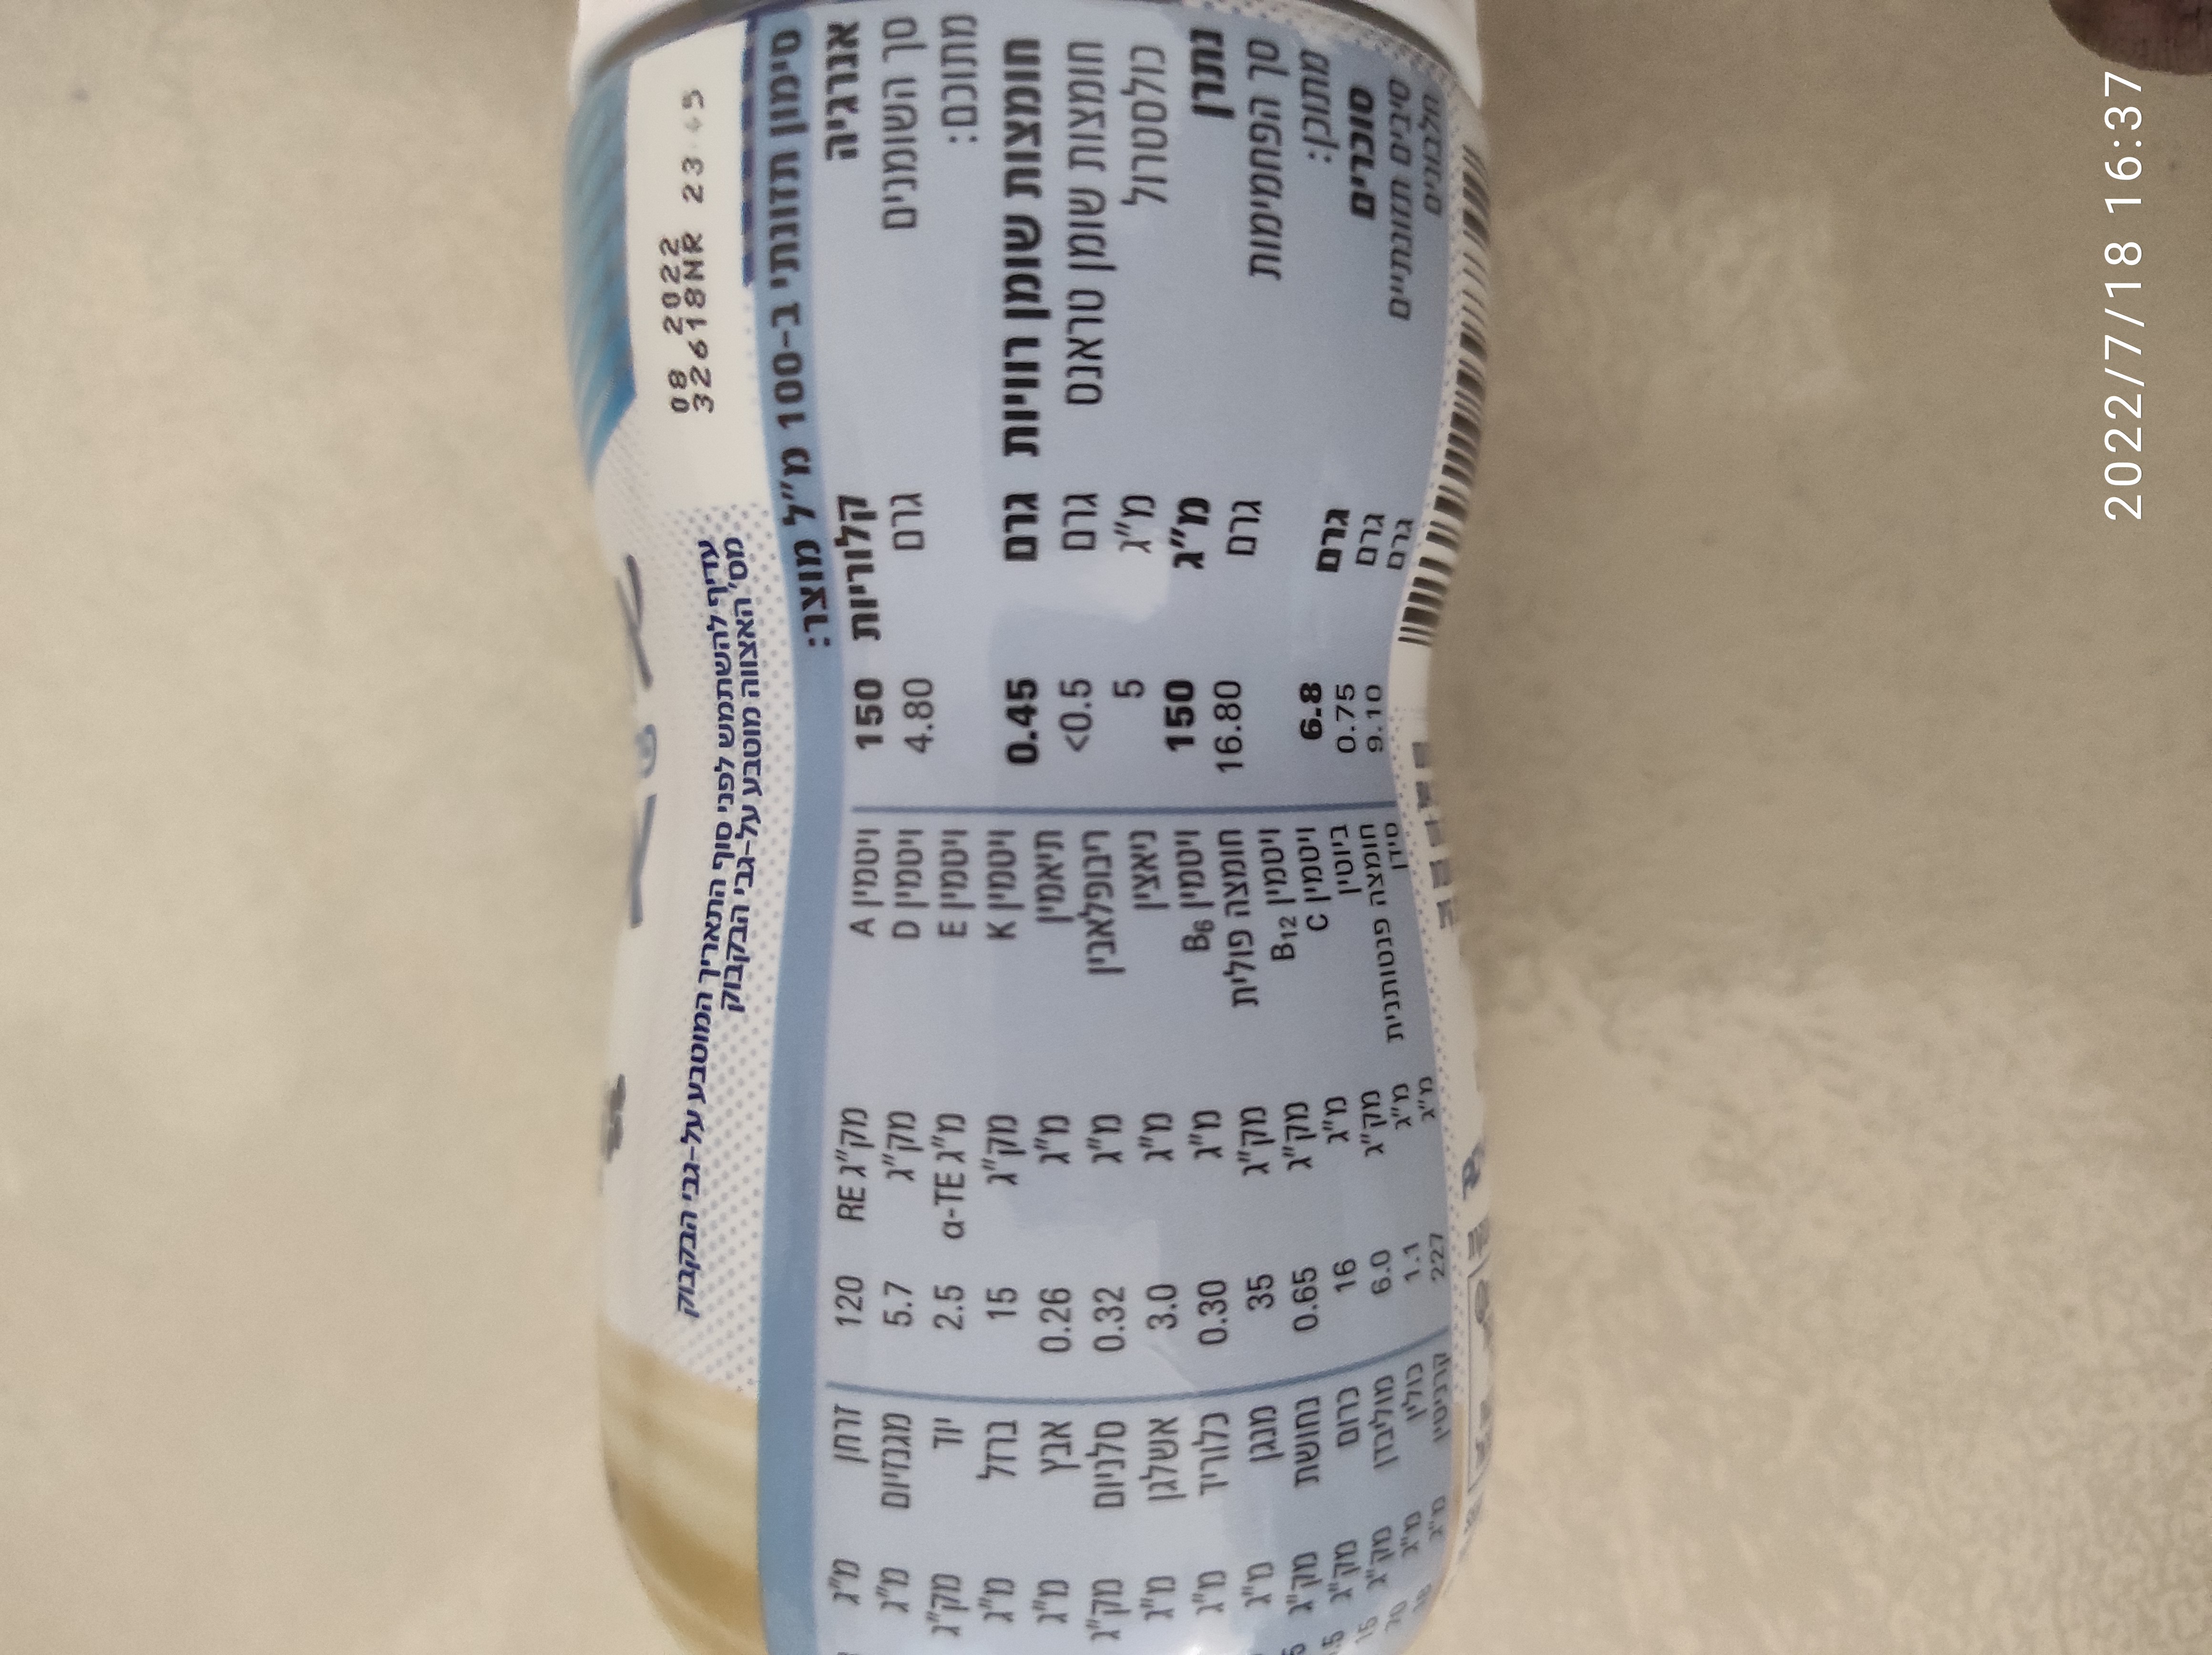 08 2022
32618NR 23
עדיף להשתמש לפני סוף התאריך המוטבע על-גבי הבקבוק
מס' האצווה מוטבע על-גבי הבקבוק
סימון תזונתי ב-100 מ"ל מוצר:
אנרגיה קלוריות 150
סך השומנים גרם 4.80
מתוכם:
חומצות שומן רוויות גרם 0.45
חומצות שומן טראנס גרם <0.5
כולסטרול מ"ג 5
נתרן מ"ג 150
סך הפחמימות גרם 16.80
מתוכן:
סוכרים גרם 6.8
סיבים תזונתיים גרם 0.75
חלבונים גרם 9.10
ויטמין A מק"ג RE 120
ויטמין D מק"ג 5.7
ויטמין E מ"ג α-TE 2.5
ויטמין K מק"ג 15
תיאמין מ"ג 0.26
ריבופלאבין מ"ג 0.32
ניאצין מ"ג 3.0
ויטמין B6 מ"ג 0.30
חומצה פולית מק"ג 35
ויטמין B12 מק"ג 0.65
ויטמין C מ"ג 16
ביוטין מק"ג 6.0
חומצה פנטותנית מ"ג 1.1
סידן מ"ג 227
זרחן מ"ג
מגנזיום מ"ג
יוד מק"ג
ברזל מ"ג
אבץ מ"ג
סלניום מק"ג
אשלגן מ"ג
כלוריד מ"ג
מנגן מ"ג
נחושת מק"ג
כרום מק"ג
מוליבדן מק"ג
כולין מ"ג
קרניטין מ"ג
2022/7/18 16:37